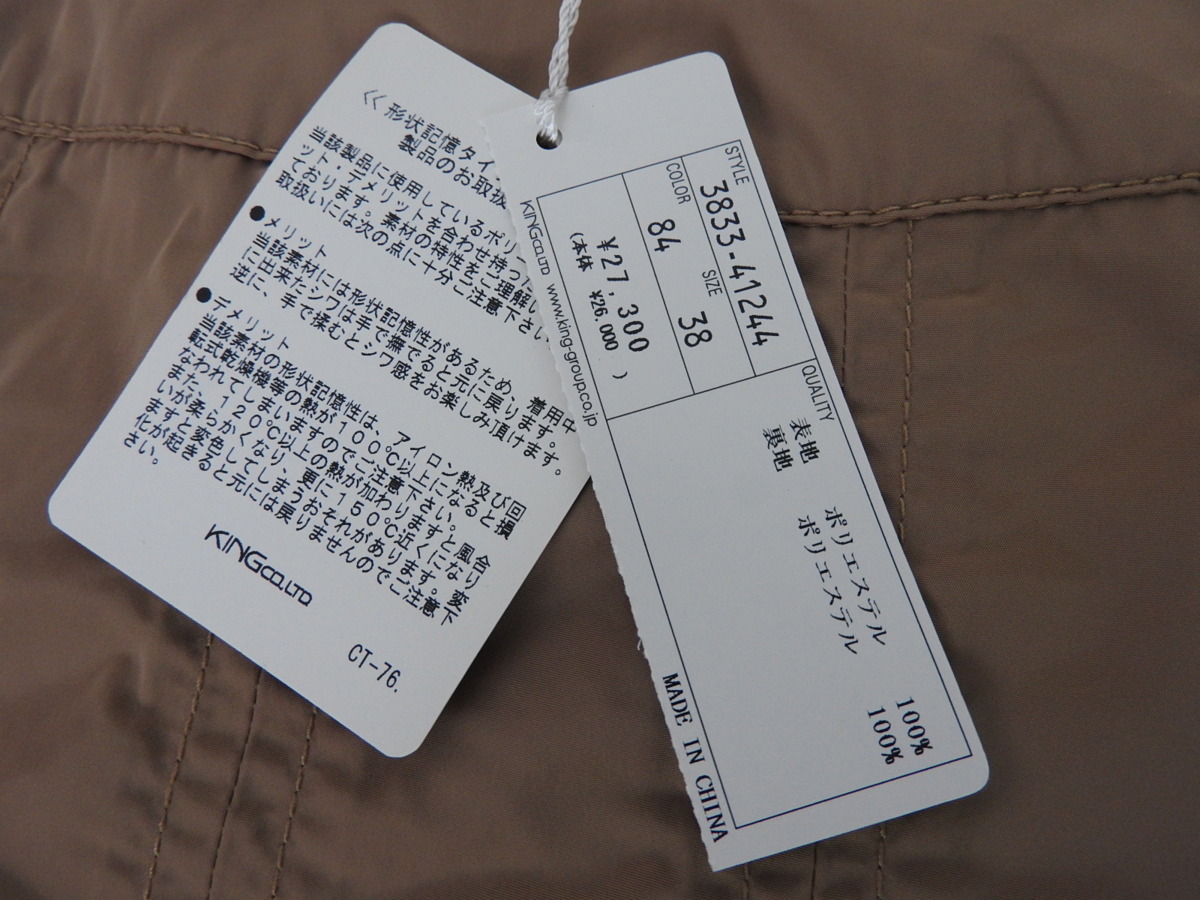 《 形状記憶タイ
製品のお取扱
当該製品に使用しているポリ
ット・デメリットを合わせ持った
ております。素材の特性をご理解
取扱いには次の点に十分ご注意下さい
●メリット
当該素材には形状記憶性があるため、着用中
に出来たシワは手で撫でると元に戻ります。
逆に、手で揉むとシワ感をお楽しみ頂けます。
●デメリット
当該素材の形状記憶性は、アイロン熱及び回
転式乾燥機等の熱が100℃以上になると損
なわれてしまいますのでご注意下さい。
また、120℃以上の熱が加わりますと風合
いが柔らかくなり、更に150℃近くになり
ますと変色してしまうおそれがあります。変
化が起きると元には戻りませんのでご注意下
さい。
KING CO.,LTD
CT-76.
STYLE
3833-41244
COLOR
84
SIZE
38
¥27,300
(本体 ¥26,000 )
KING CO.,LTD www.king-group.co.jp
QUALITY
表地 ポリエステル 100%
裏地 ポリエステル 100%
MADE IN CHINA